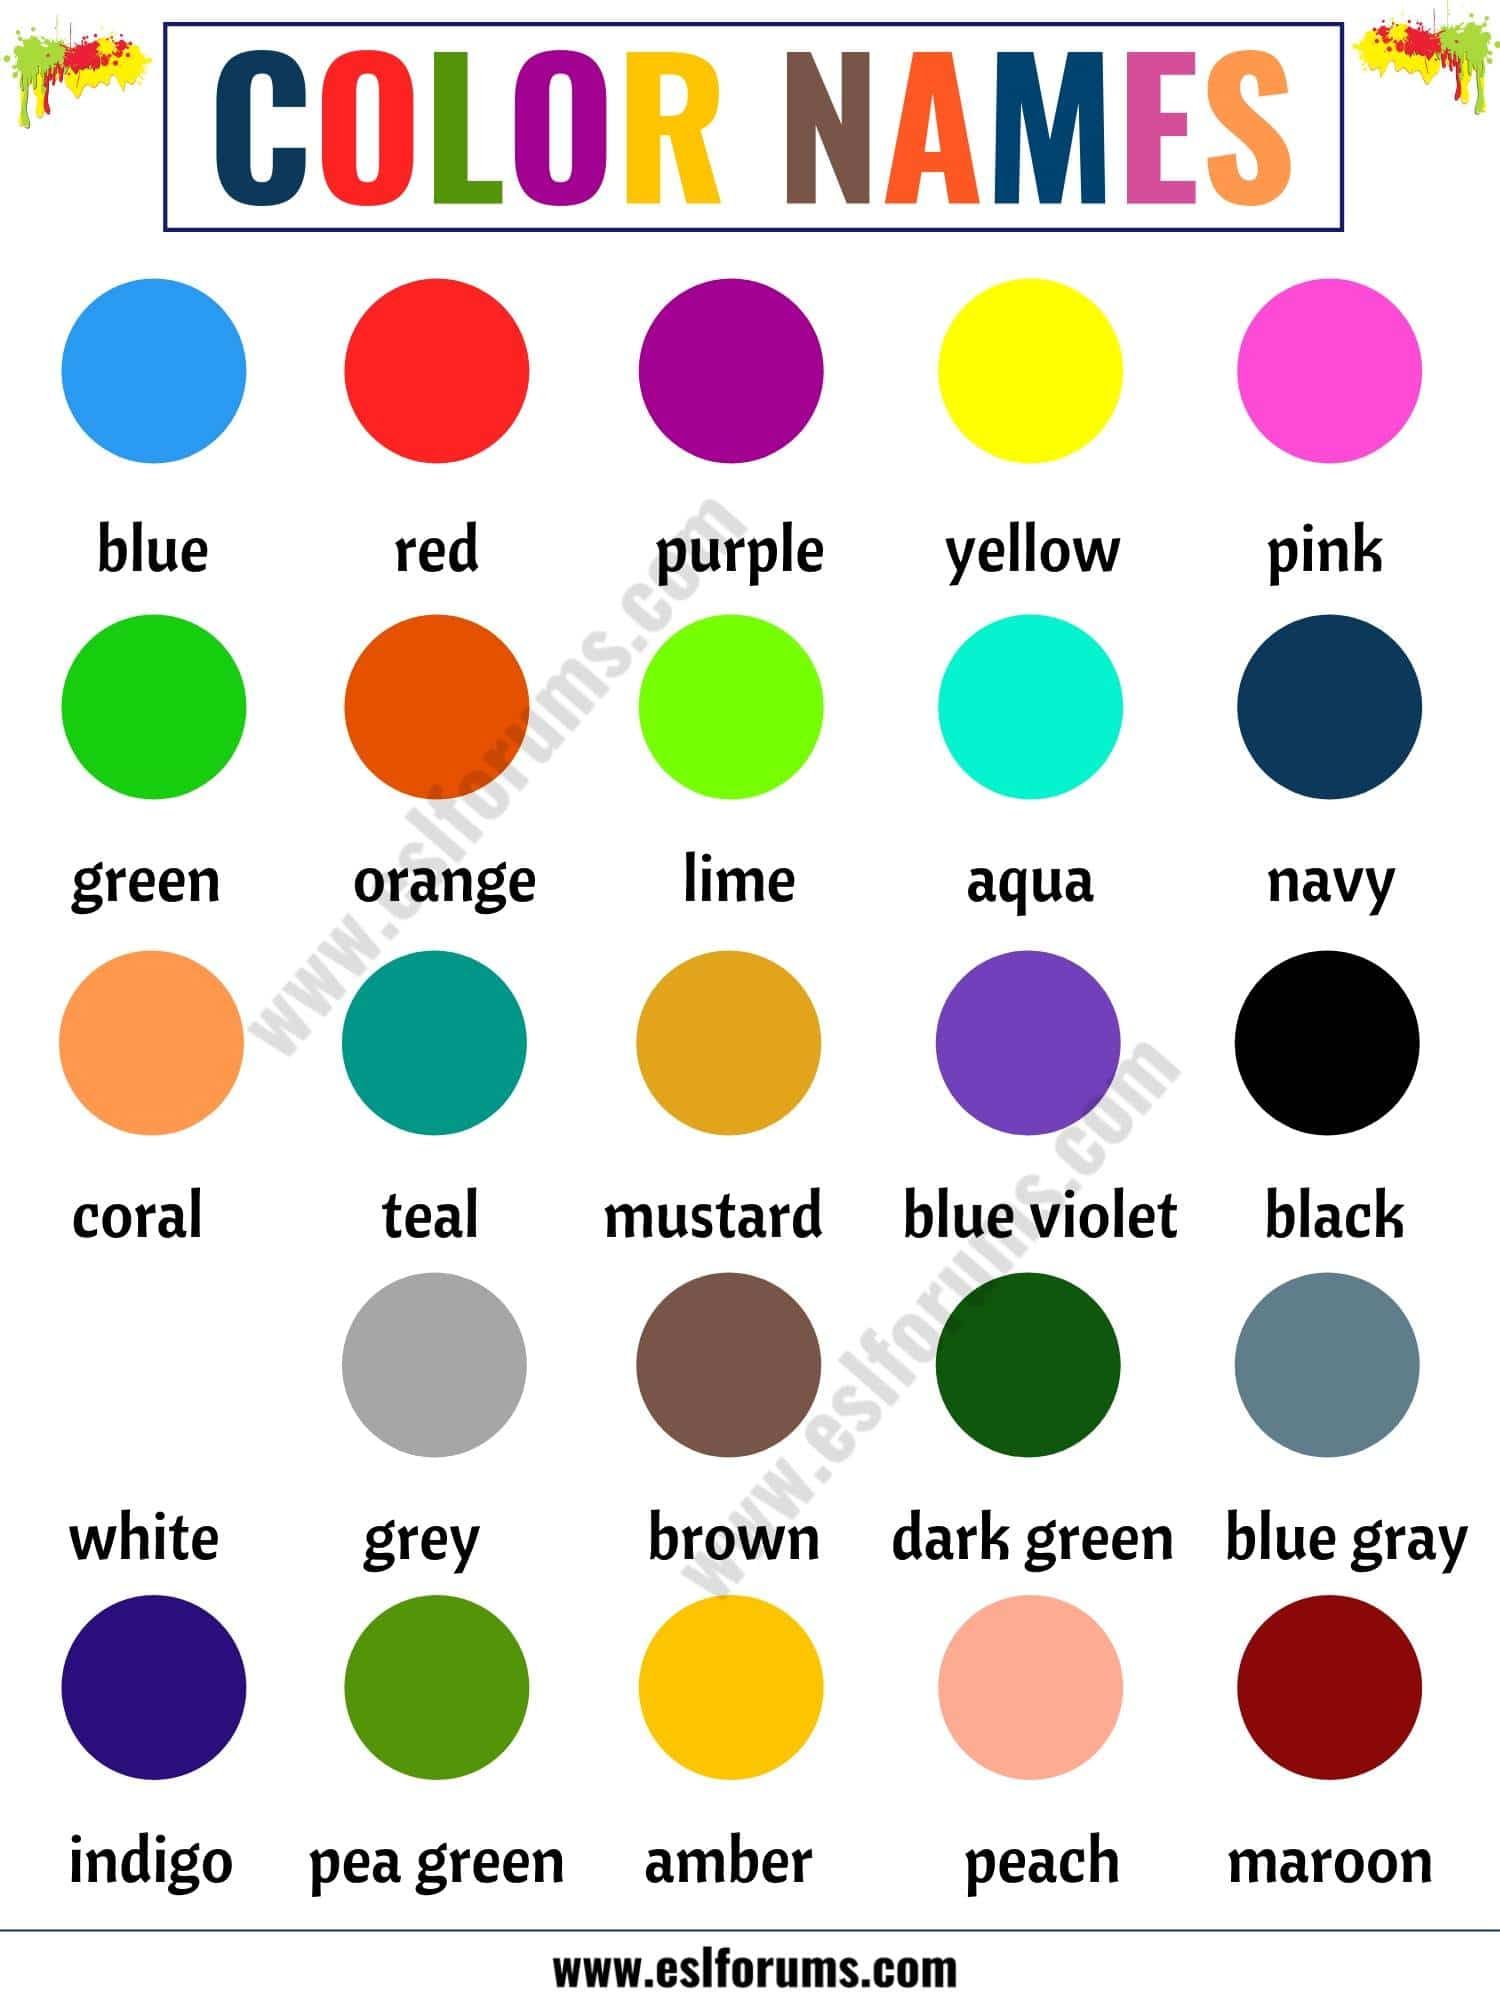 COLOR NAMES
blue red purple yellow pink
green orange lime aqua navy
coral teal mustard blue violet black
white grey brown dark green blue gray
indigo pea green amber peach maroon
www.eslforums.com
www.eslforums.com
www.eslforums.com